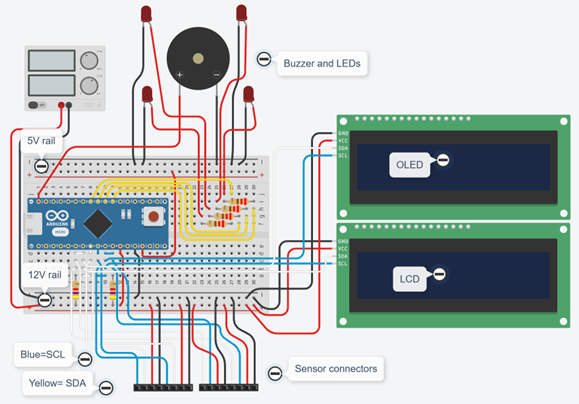 Buzzer and LEDs
5V rail
GND
VCC
SDA
SCL
OLED
ARDUINO
GND
VCC
SDA
SCL
LCD
12V rail
Blue=SCL
Sensor connectors
Yellow= SDA